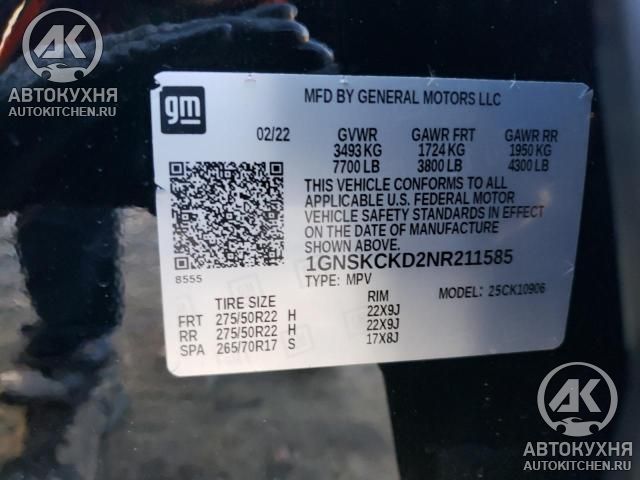 AK
АВТОКУХНЯ
AUTOKITCHEN.RU
gm
MFD BY GENERAL MOTORS LLC
02/22 GVWR GAWR FRT GAWR RR
3493 KG 1724 KG 1950 KG
7700 LB 3800 LB 4300 LB
THIS VEHICLE CONFORMS TO ALL
APPLICABLE U.S. FEDERAL MOTOR
VEHICLE SAFETY STANDARDS IN EFFECT
ON THE DATE OF MANUFACTURE
SHOWN ABOVE.
8555
1GNSKCKD2NR211585
TYPE: MPV MODEL: 25CK10906
TIRE SIZE RIM
FRT 275/50R22 H 22X9J
RR 275/50R22 H 22X9J
SPA 265/70R17 S 17X8J
AK
АВТОКУХНЯ
AUTOKITCHEN.RU